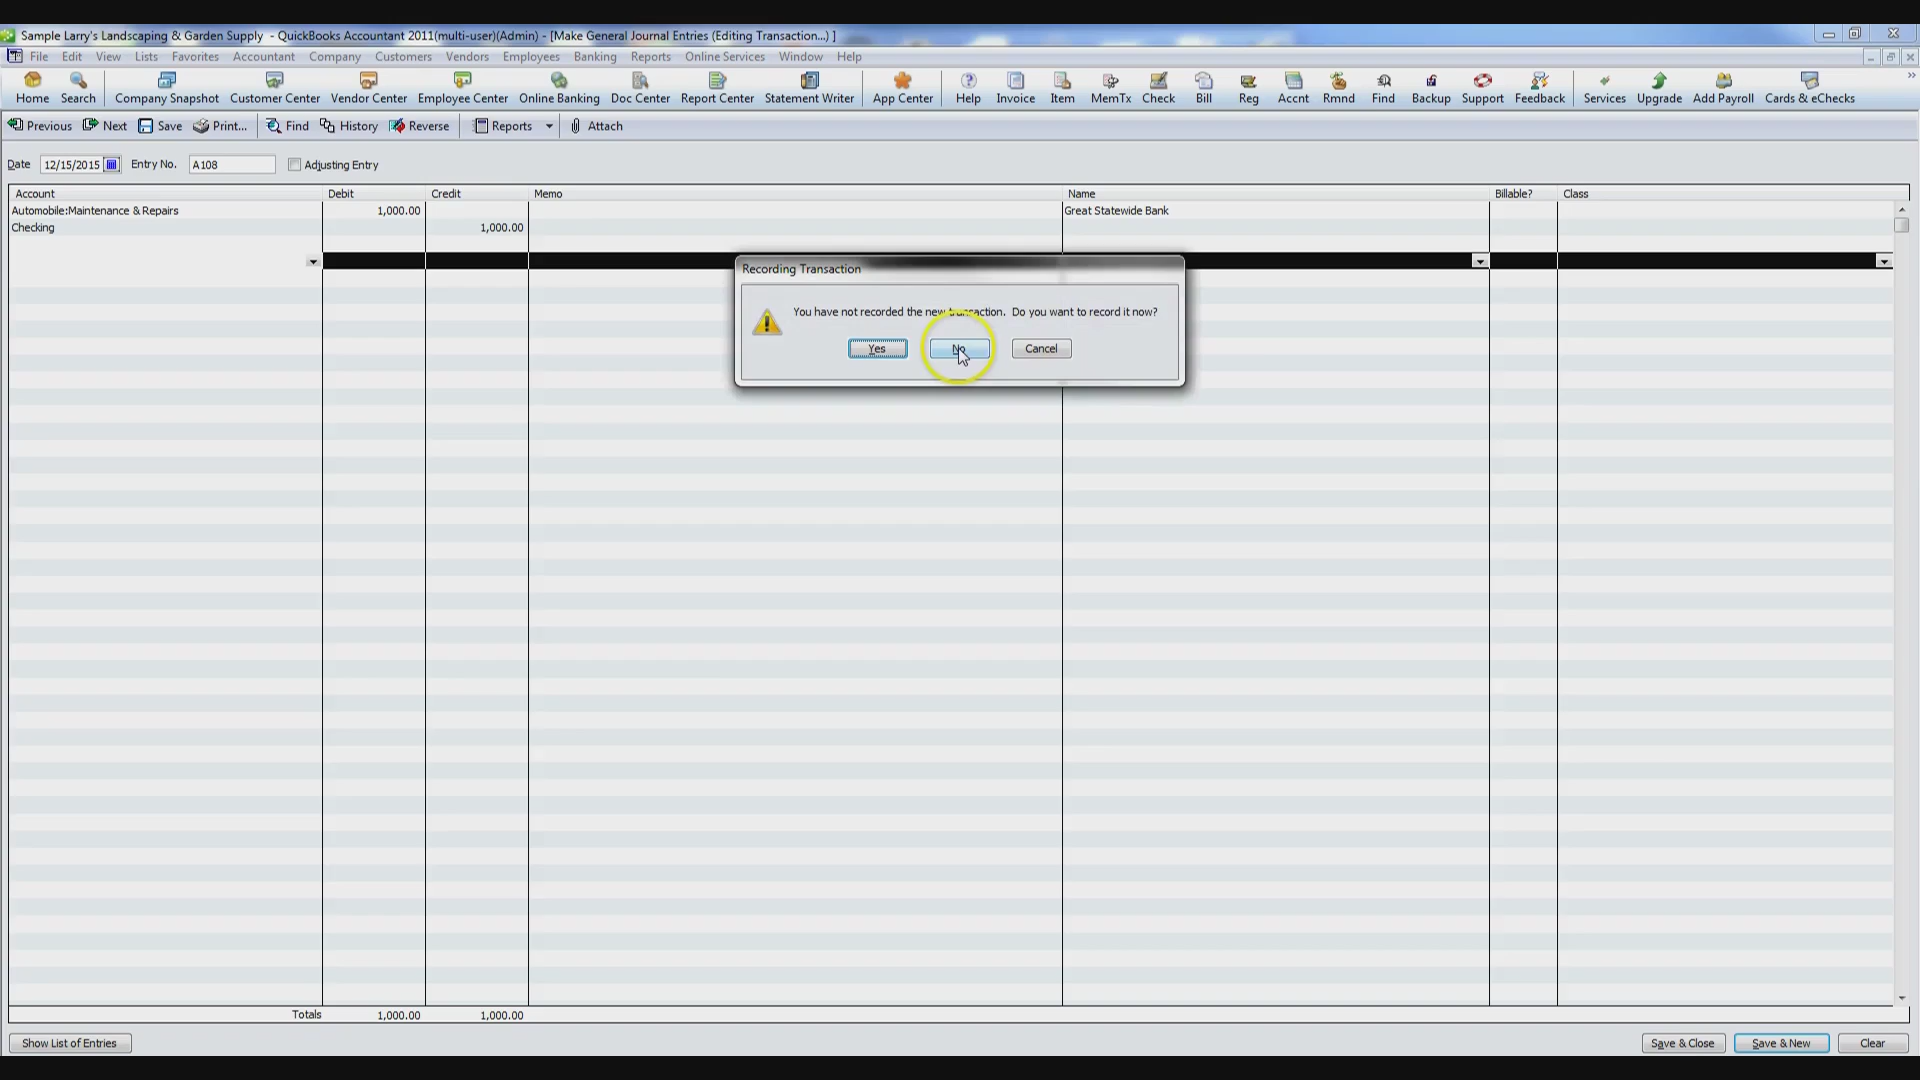 Sample Larry's Landscaping & Garden Supply - QuickBooks Accountant 2011(multi-user)(Admin) - [Make General Journal Entries (Editing Transaction...) ]
File Edit View Lists Favorites Accountant Company Customers Vendors Employees Banking Reports Online Services Window Help
Home Search Company Snapshot Customer Center Vendor Center Employee Center Online Banking Doc Center Report Center Statement Writer App Center Help Invoice Item MemTx Check Bill Reg Accnt Rmnd Find Backup Support Feedback Services Upgrade Add Payroll Cards & eChecks
Previous Next Save Print... Find History Reverse Reports Attach
Date 12/15/2015 Entry No. A108 Adjusting Entry
Account Debit Credit Memo Name Billable? Class
Automobile:Maintenance & Repairs 1,000.00 Great Statewide Bank
Checking 1,000.00
Recording Transaction
You have not recorded the new transaction. Do you want to record it now?
Yes No Cancel
Totals 1,000.00 1,000.00
Show List of Entries Save & Close Save & New Clear